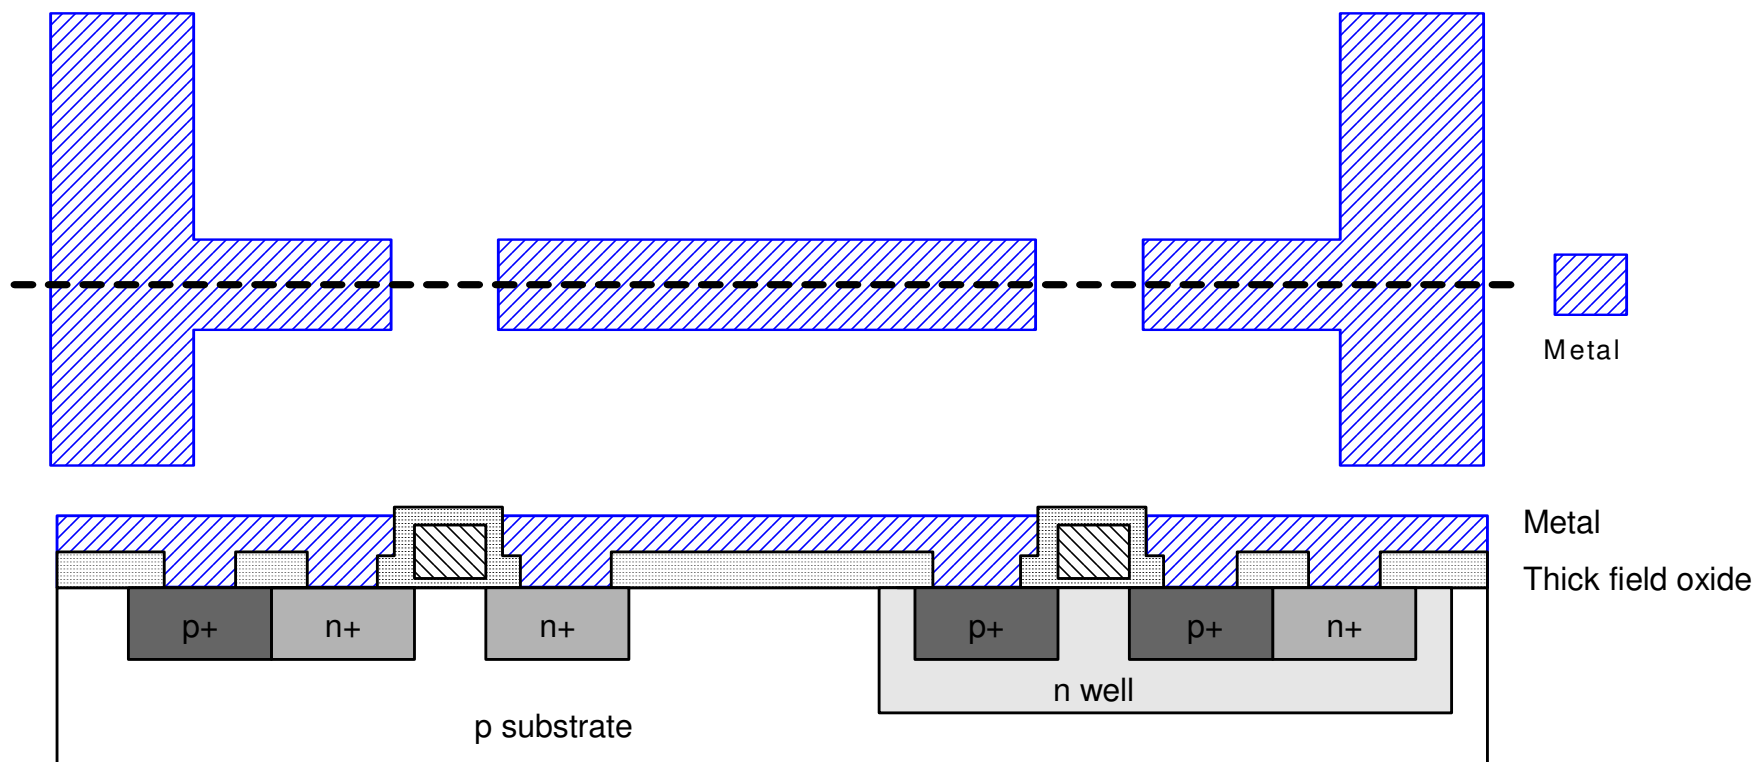 Metal
Metal
Thick field oxide
p+
n+
n+
p+
p+
n+
n well
p substrate